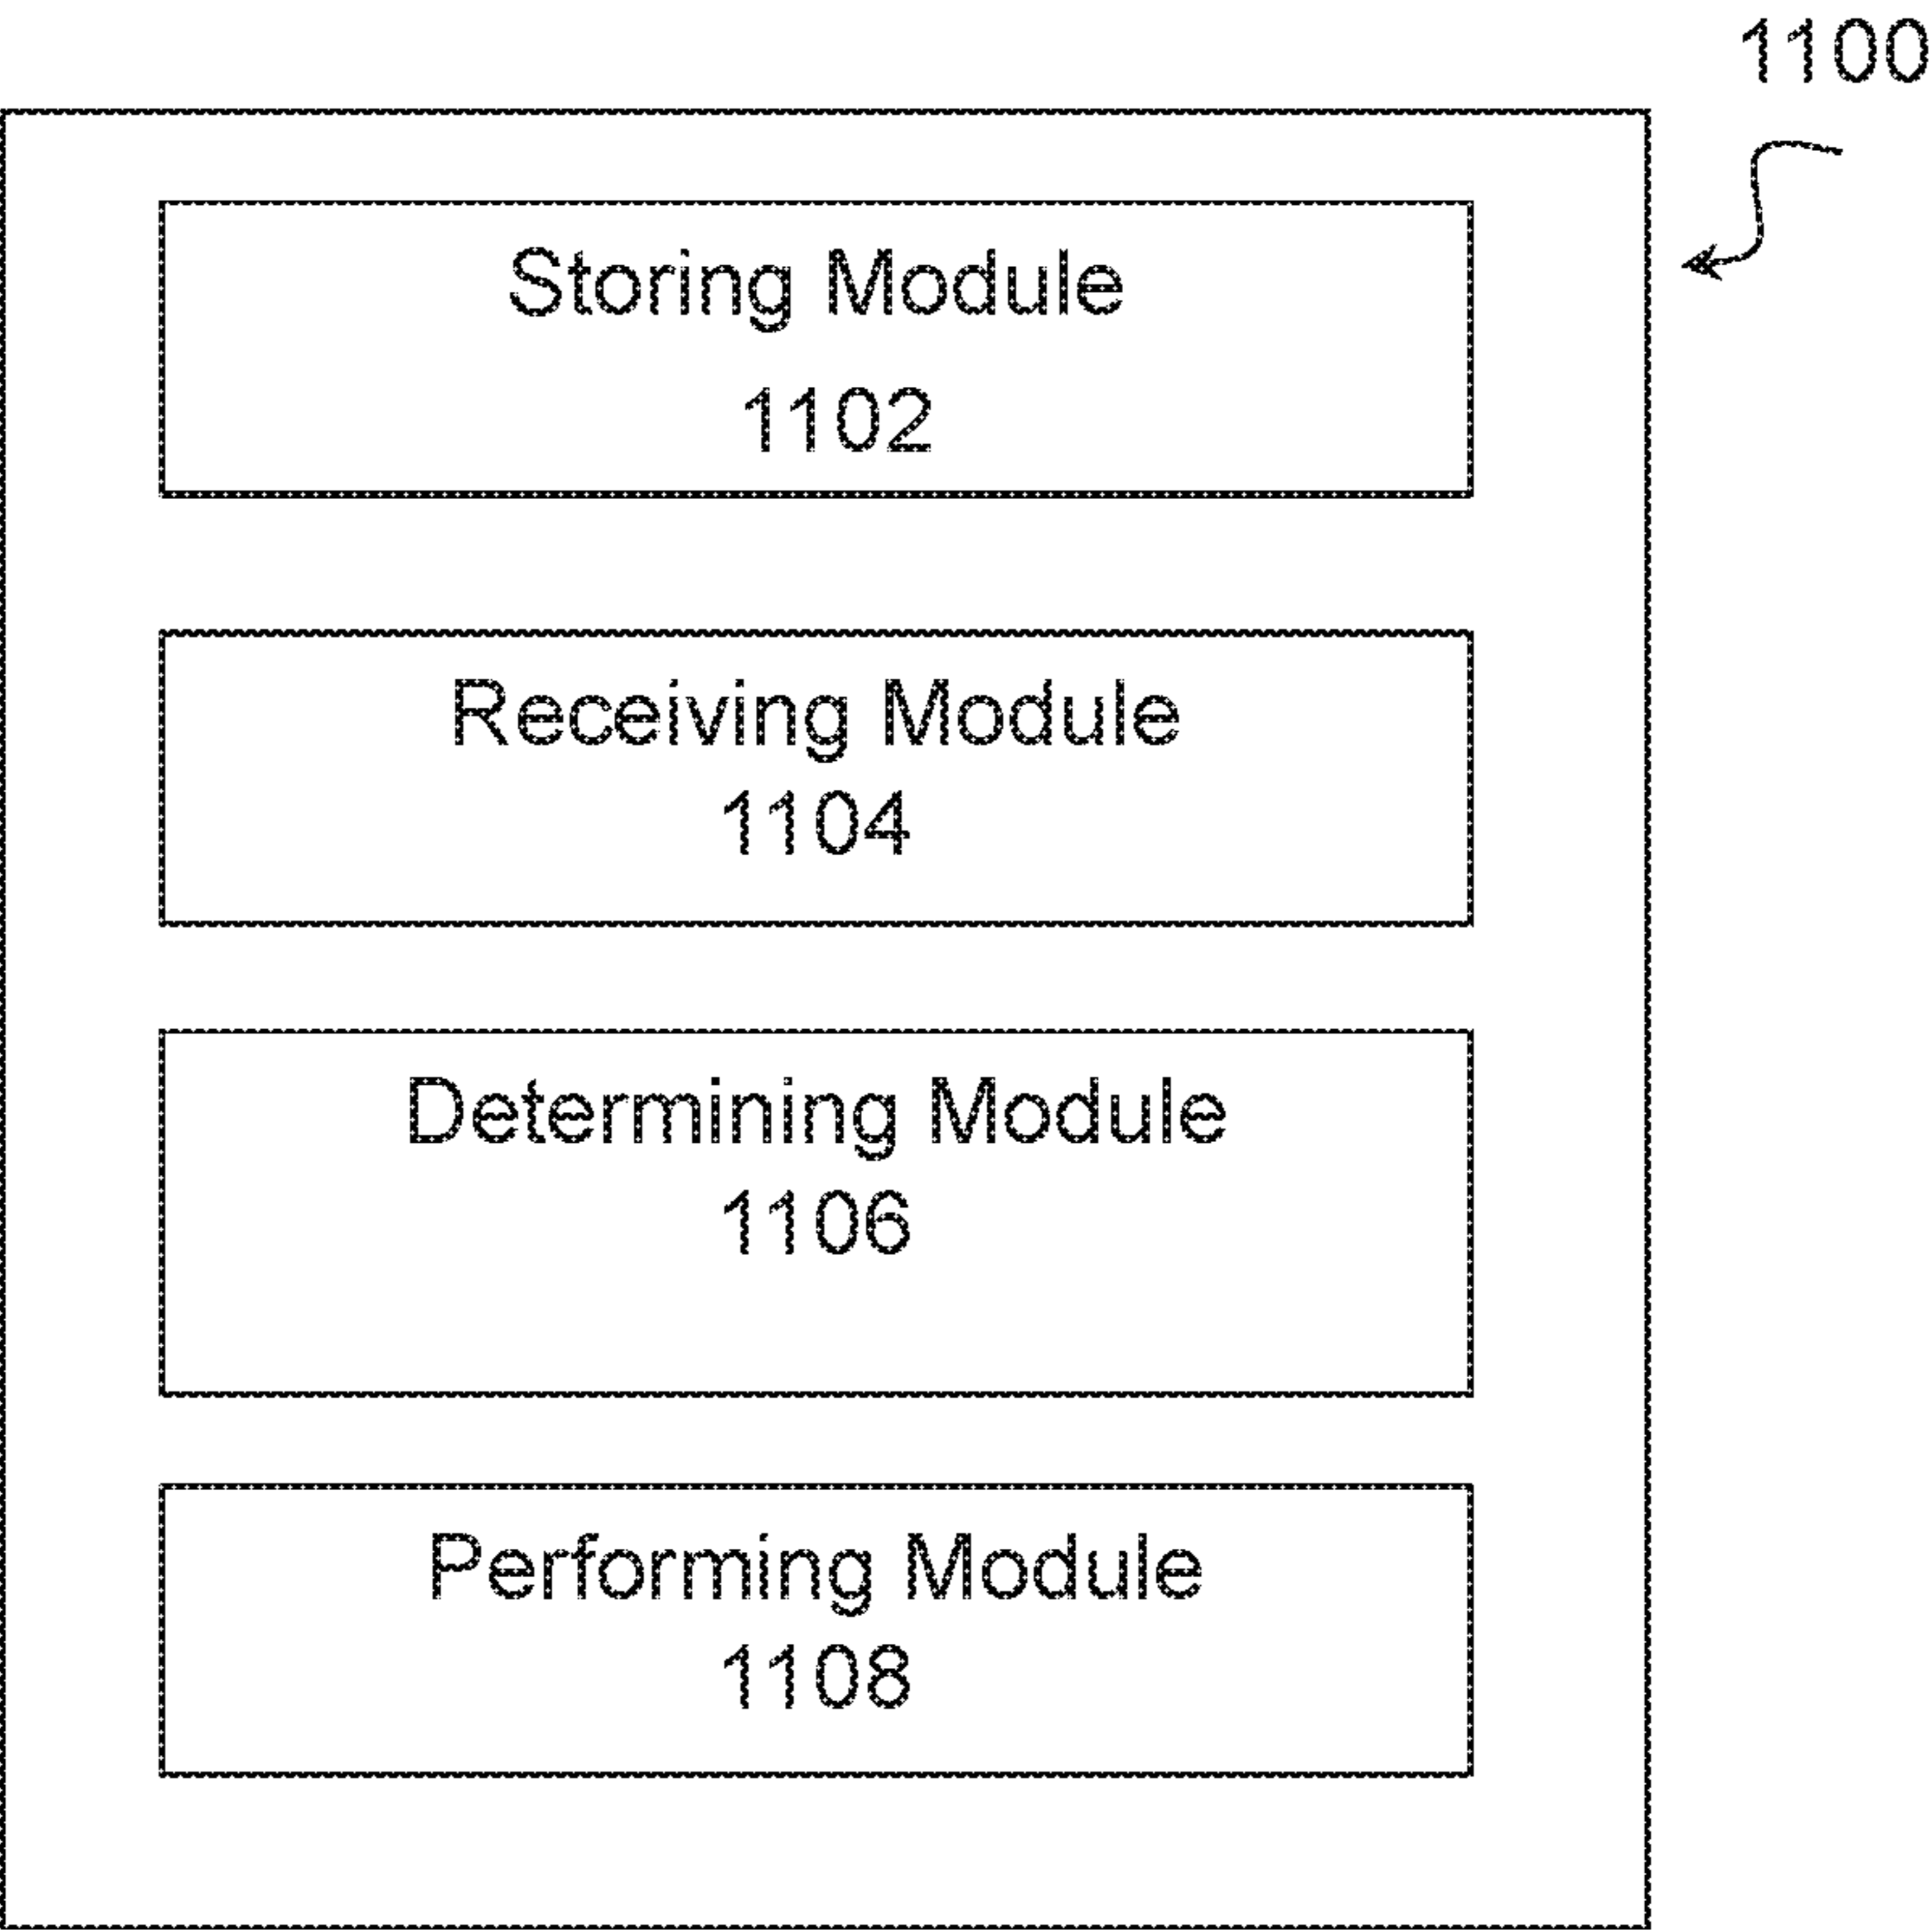 1100
Storing Module
1102
Receiving Module
1104
Determining Module
1106
Performing Module
1108